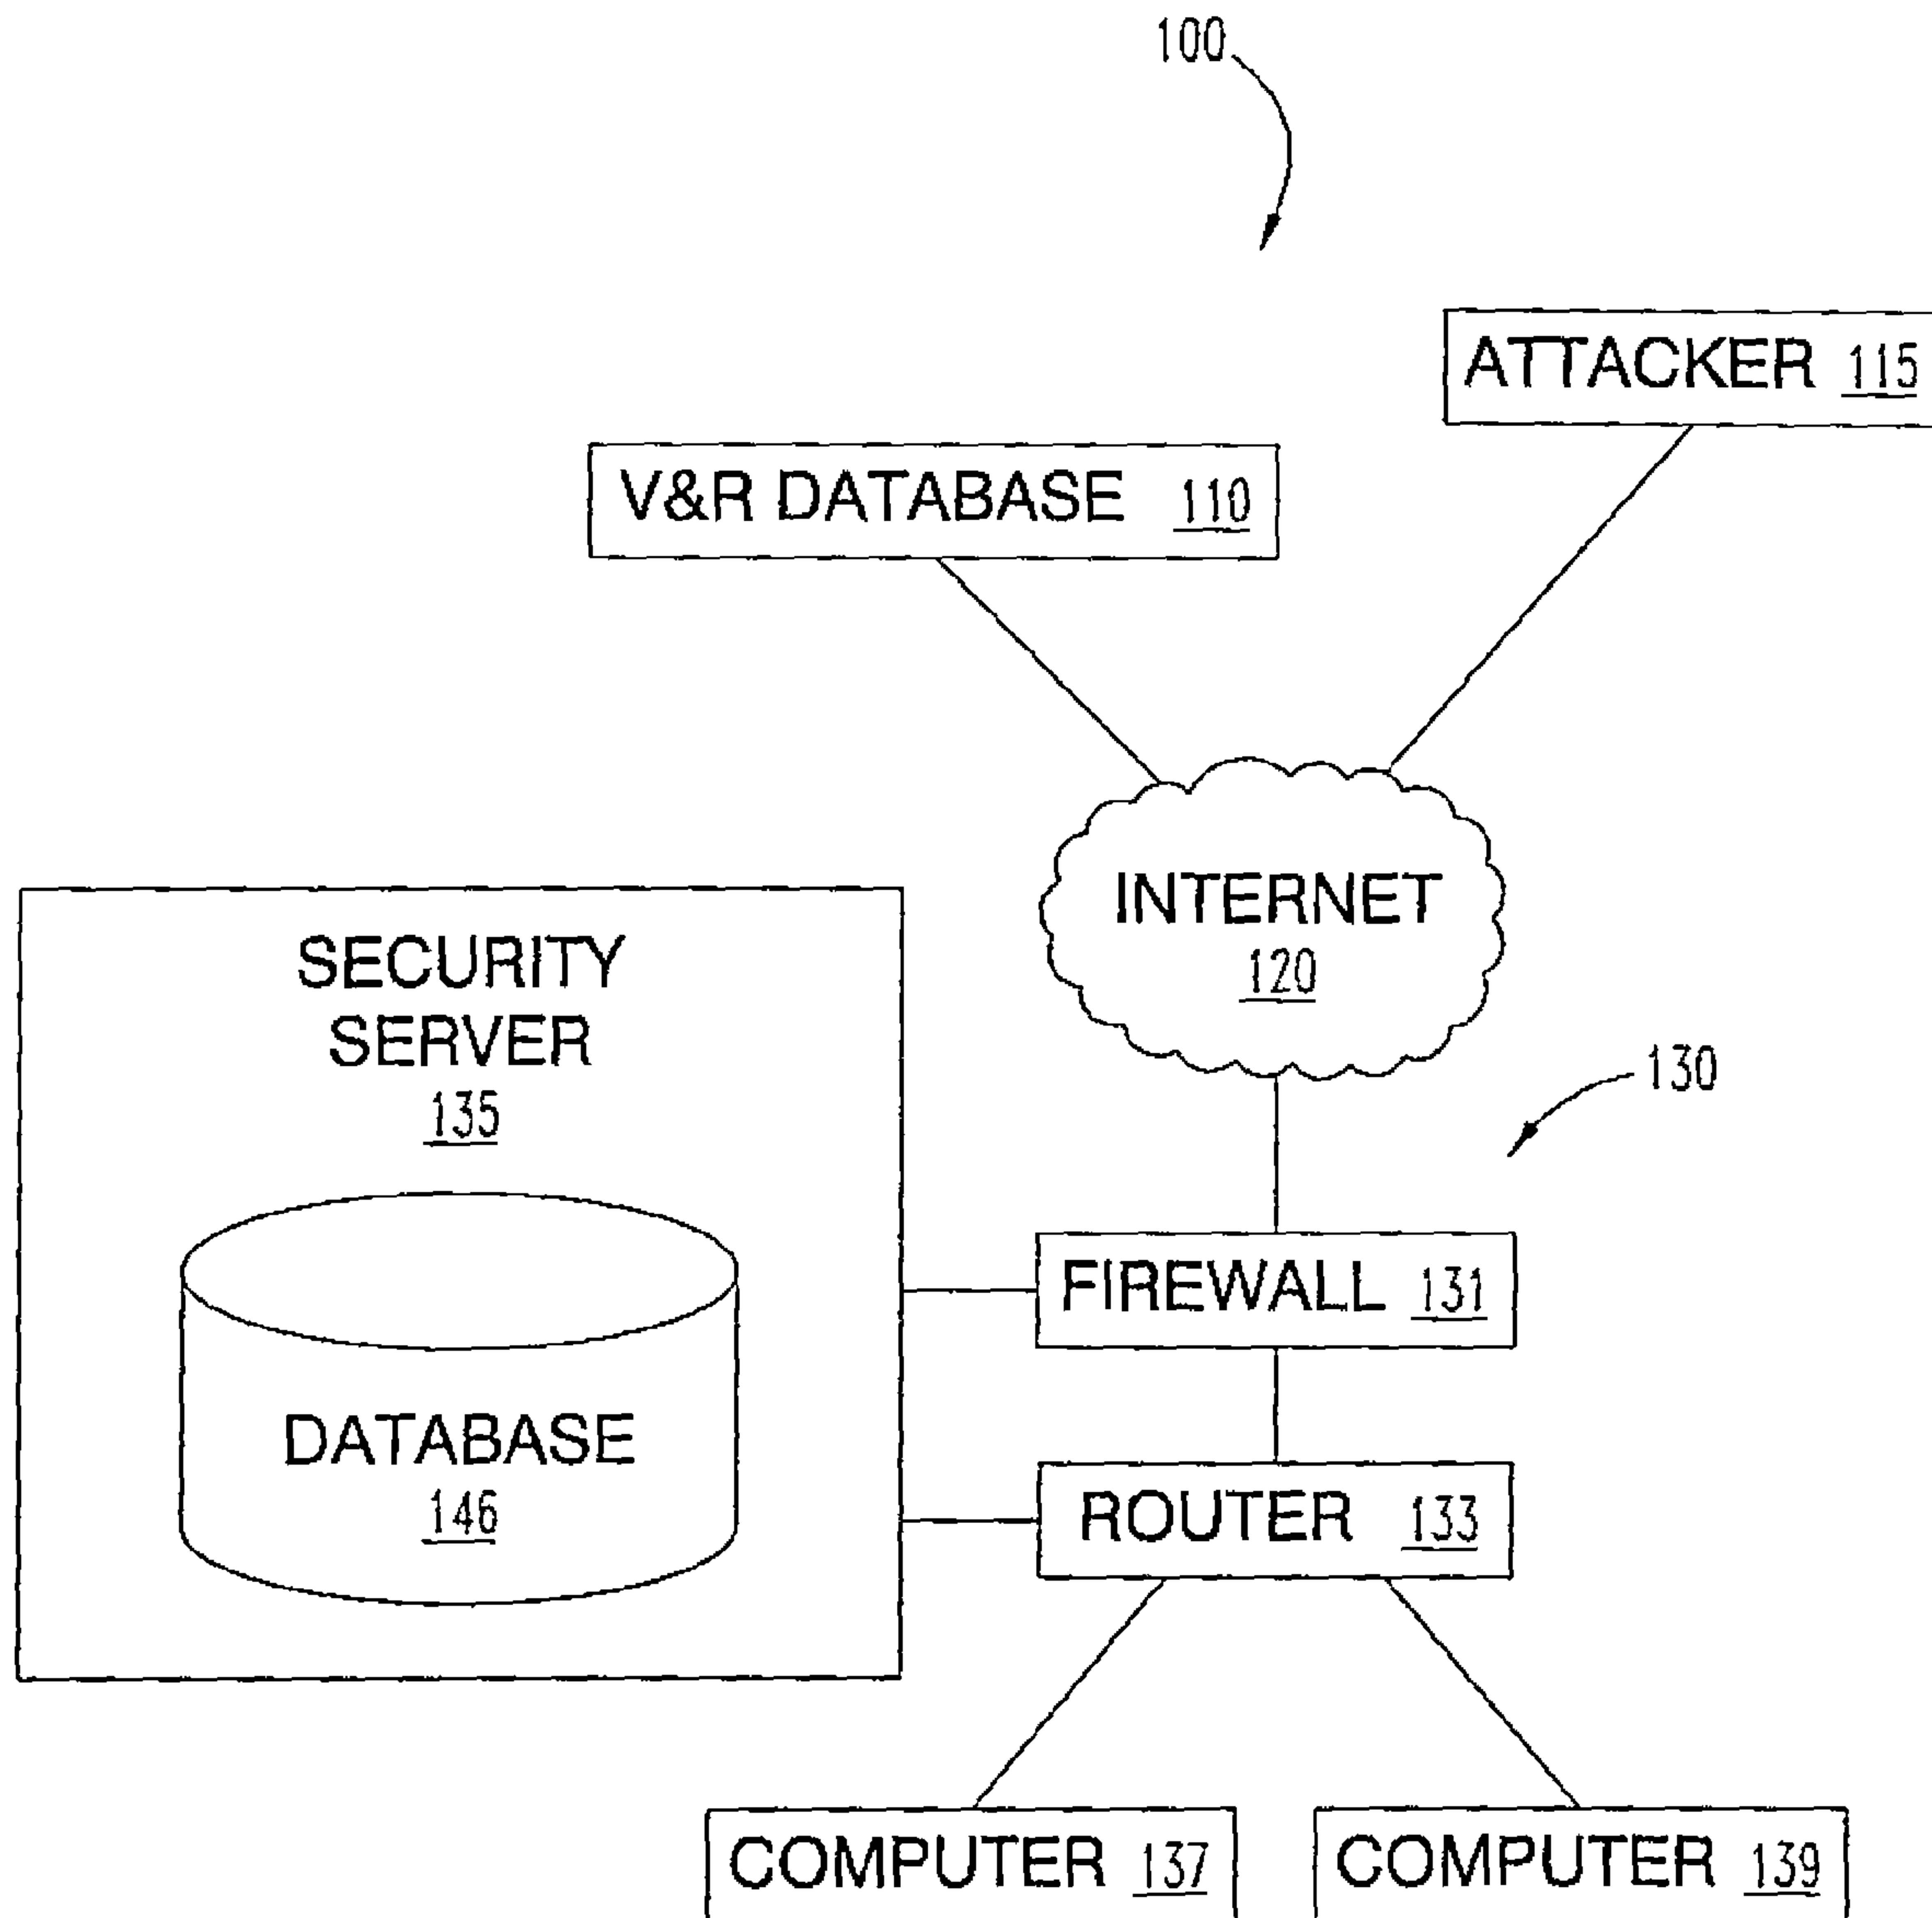 100
ATTACKER 115
V&R DATABASE 110
INTERNET
120
SECURITY
SERVER
135
130
FIREWALL 131
DATABASE
146
ROUTER 133
COMPUTER 137
COMPUTER 139